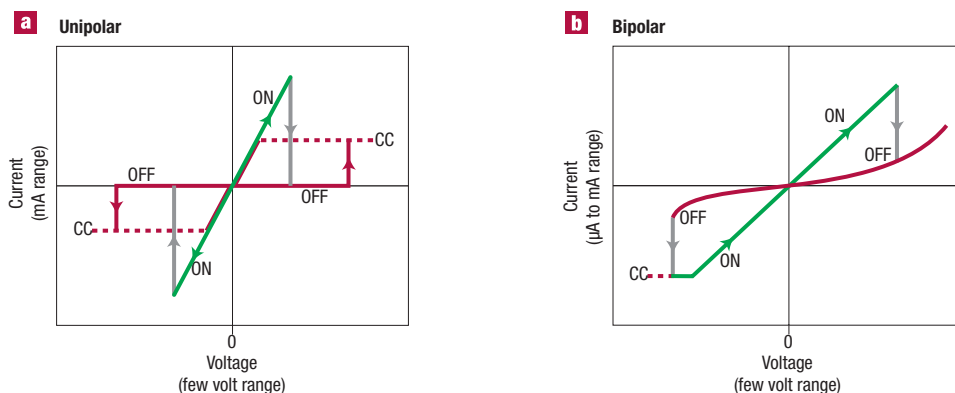 a Unipolar
ON
CC
OFF
OFF
CC
ON
Current
(mA range)
0
Voltage
(few volt range)
b Bipolar
ON
OFF
OFF
CC
ON
Current
(μA to mA range)
0
Voltage
(few volt range)